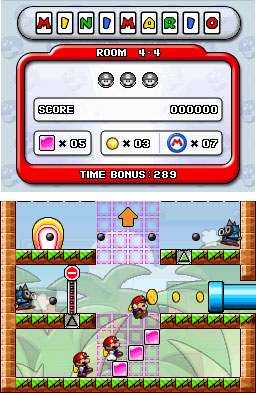 MINIMARIO
ROOM 4-4
SCORE 000000
× 05 × 03 M × 07
TIME BONUS:289